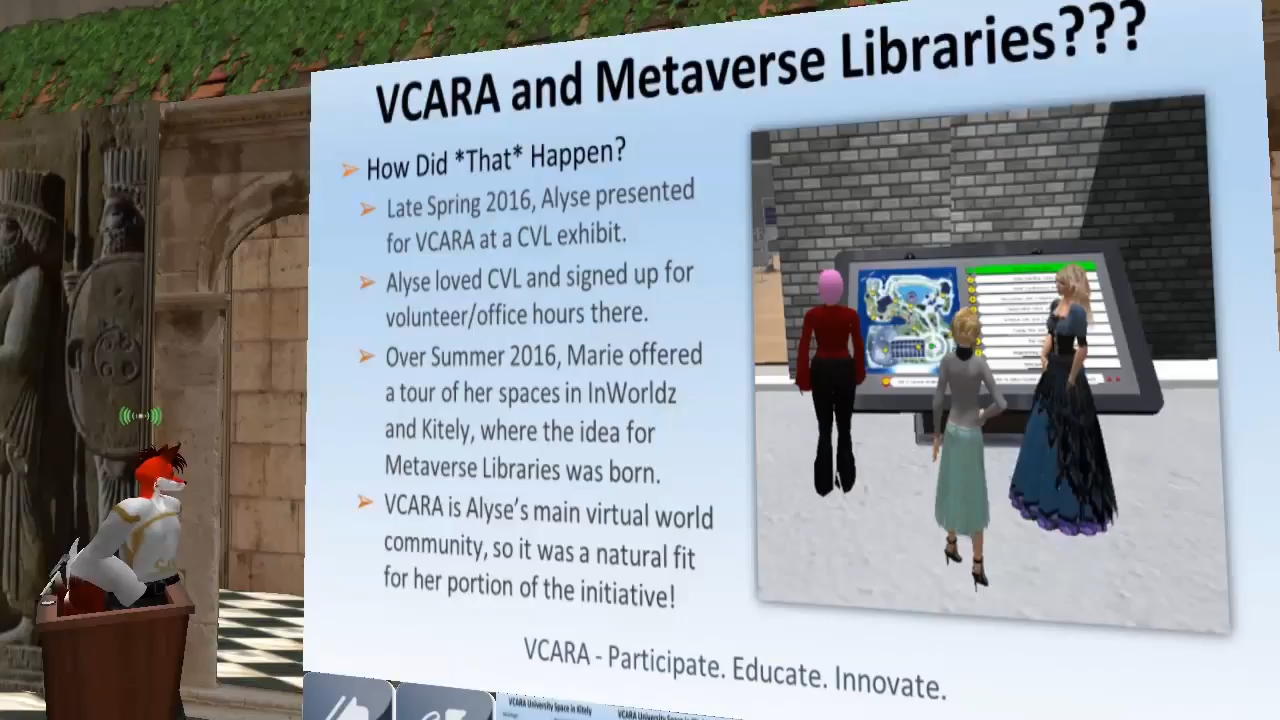 VCARA and Metaverse Libraries???
How Did *That* Happen?
Late Spring 2016, Alyse presented
for VCARA at a CVL exhibit.
Alyse loved CVL and signed up for
volunteer/office hours there.
Over Summer 2016, Marie offered
a tour of her spaces in InWorldz
and Kitely, where the idea for
Metaverse Libraries was born.
VCARA is Alyse's main virtual world
community, so it was a natural fit
for her portion of the initiative!
VCARA - Participate. Educate. Innovate.
VCARA University Space in Kitely
VCARA University Space in